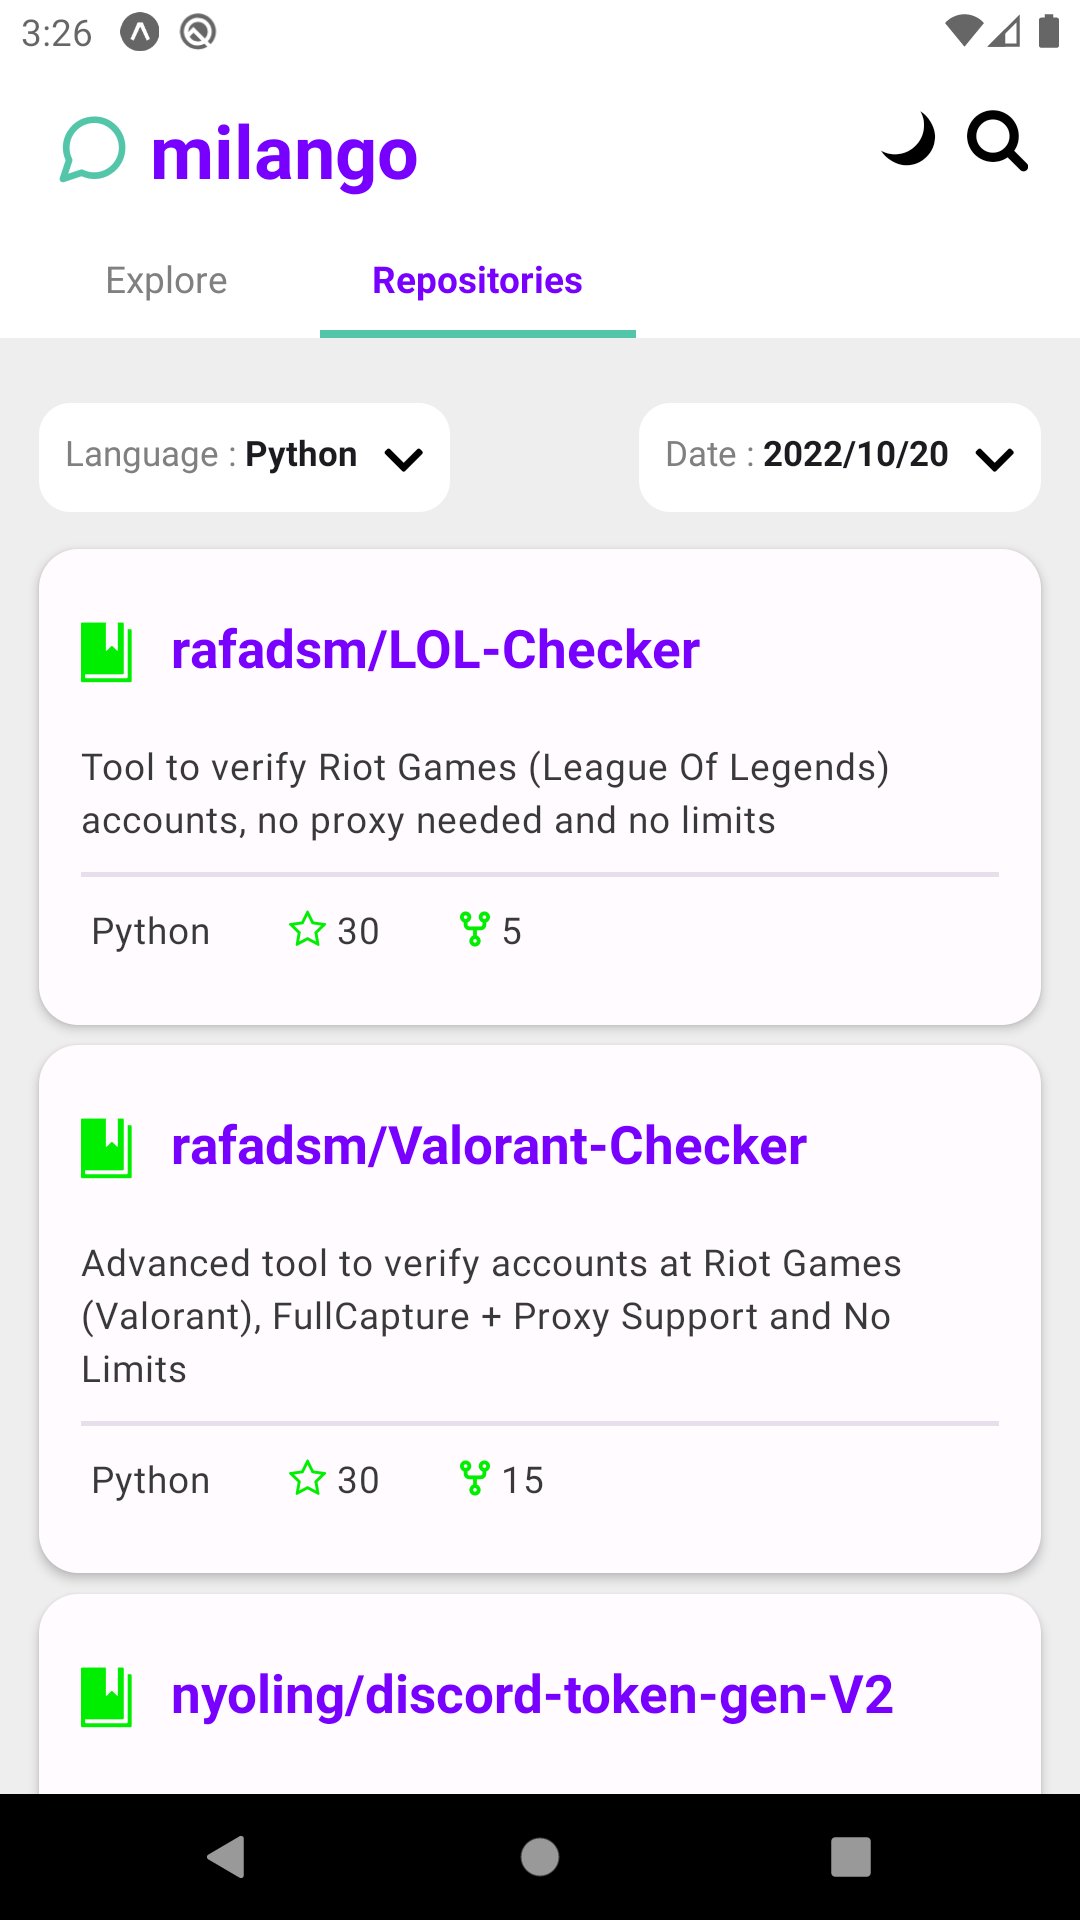 3:26
milango
Explore
Repositories
Language : Python
Date : 2022/10/20
rafadsm/LOL-Checker
Tool to verify Riot Games (League Of Legends)
accounts, no proxy needed and no limits
Python 30 5
rafadsm/Valorant-Checker
Advanced tool to verify accounts at Riot Games
(Valorant), FullCapture + Proxy Support and No
Limits
Python 30 15
nyoling/discord-token-gen-V2